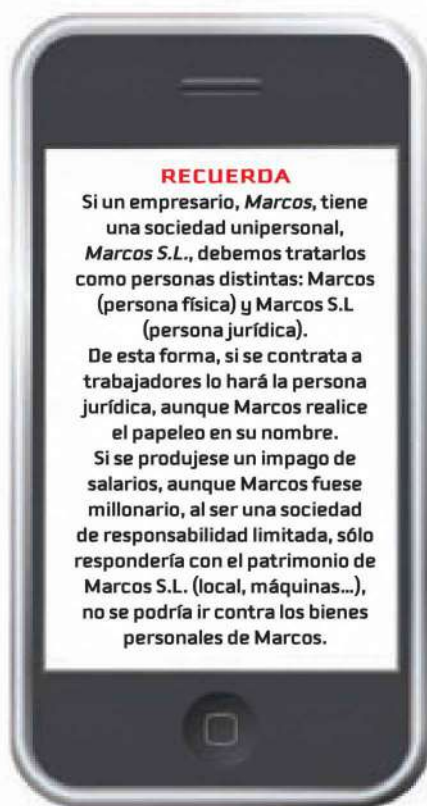 RECUERDA
Si un empresario, Marcos, tiene
una sociedad unipersonal,
Marcos S.L., debemos tratarlos
como personas distintas: Marcos
(persona física) y Marcos S.L
(persona jurídica).
De esta forma, si se contrata a
trabajadores lo hará la persona
jurídica, aunque Marcos realice
el papeleo en su nombre.
Si se produjese un impago de
salarios, aunque Marcos fuese
millonario, al ser una sociedad
de responsabilidad limitada, sólo
respondería con el patrimonio de
Marcos S.L. (local, máquinas...),
no se podría ir contra los bienes
personales de Marcos.